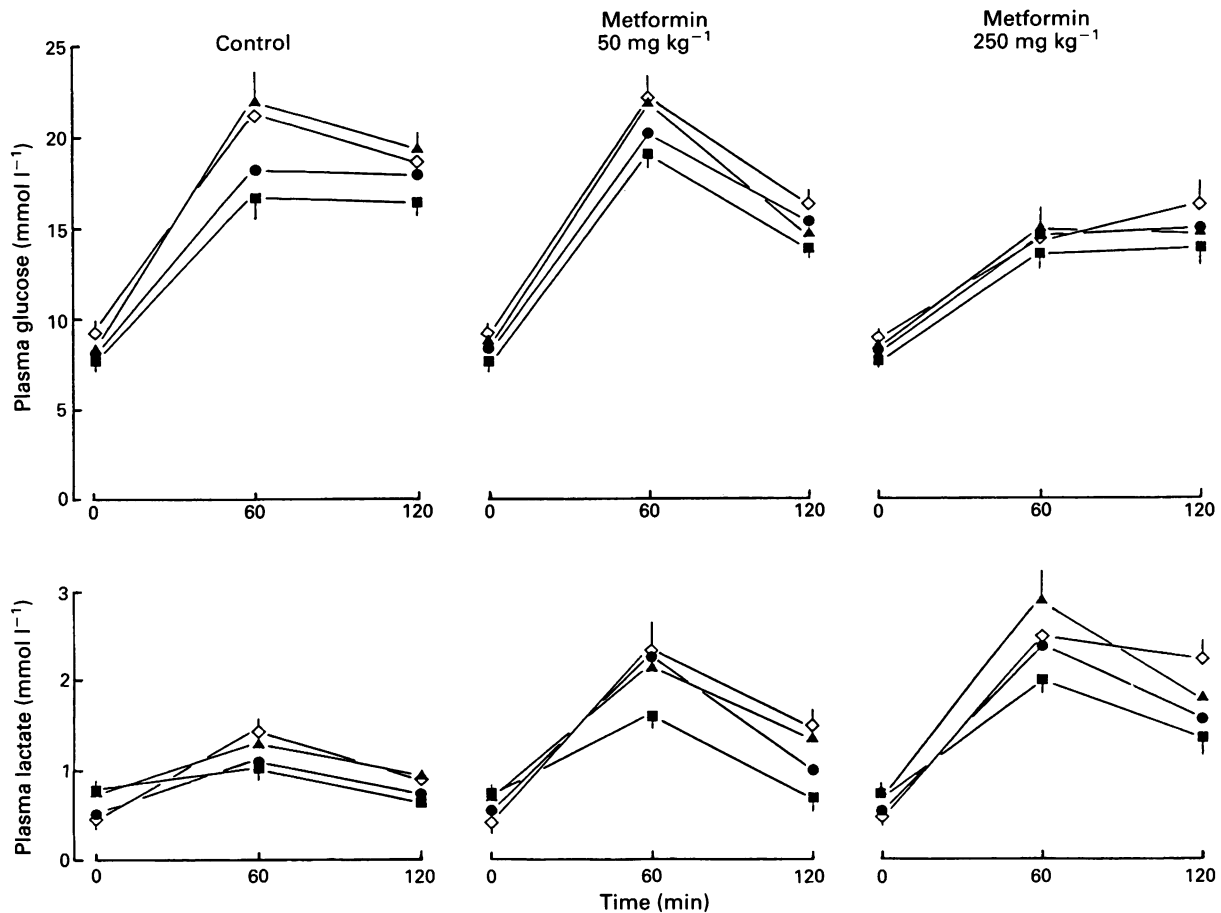 Control
Metformin
50 mg kg⁻¹
Metformin
250 mg kg⁻¹
Plasma glucose (mmol l⁻¹)
25
20
15
10
5
0
0 60 120
0 60 120
0 60 120
Plasma lactate (mmol l⁻¹)
3
2
1
0
0 60 120
0 60 120
0 60 120
Time (min)